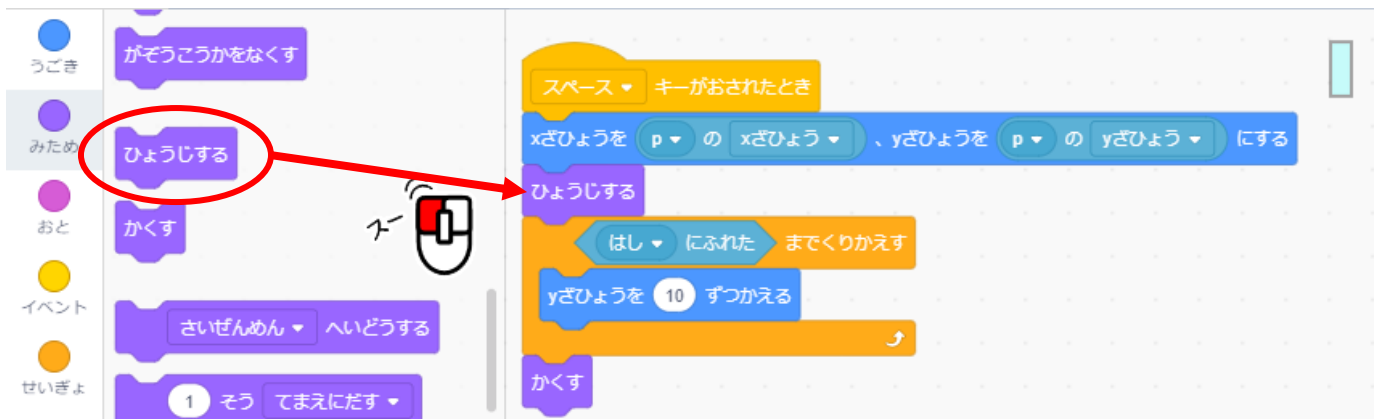 うごき
みため
おと
イベント
せいぎょ
がぞうこうかをなくす
ひょうじする
かくす
さいぜんめん へいどうする
1 そう てまえにだす
スー
スペース キーがおされたとき
xざひょうを p の xざひょう 、yざひょうを p の yざひょう にする
ひょうじする
はし にふれた までくりかえす
yざひょうを 10 ずつかえる
かくす